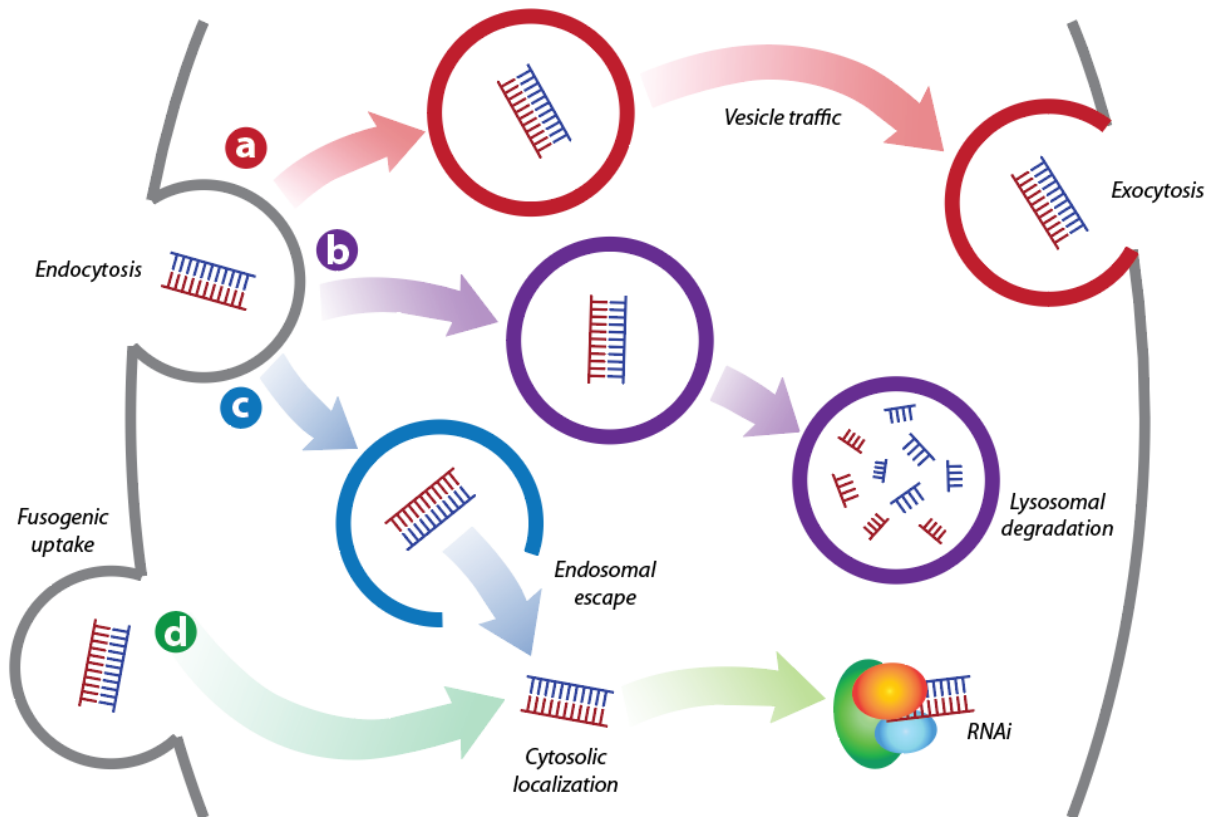 a
Vesicle traffic
Exocytosis
b
Endocytosis
c
Lysosomal
degradation
Fusogenic
uptake
Endosomal
escape
d
RNAi
Cytosolic
localization